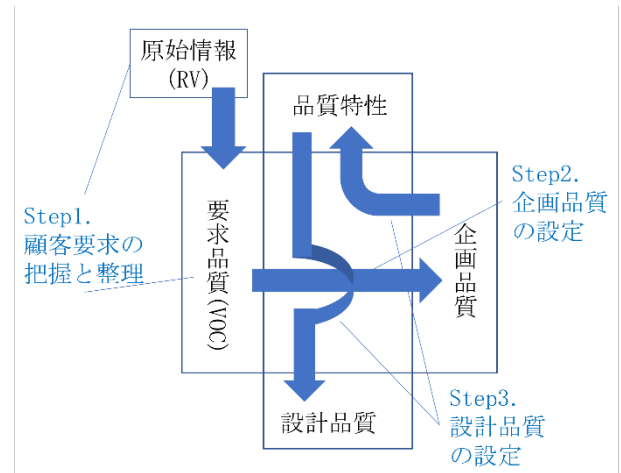 原始情報
(RV)
品質特性
Step1.
顧客要求の
把握と整理
要求品質(VOC)
Step2.
企画品質
の設定
企画品質
設計品質
Step3.
設計品質
の設定